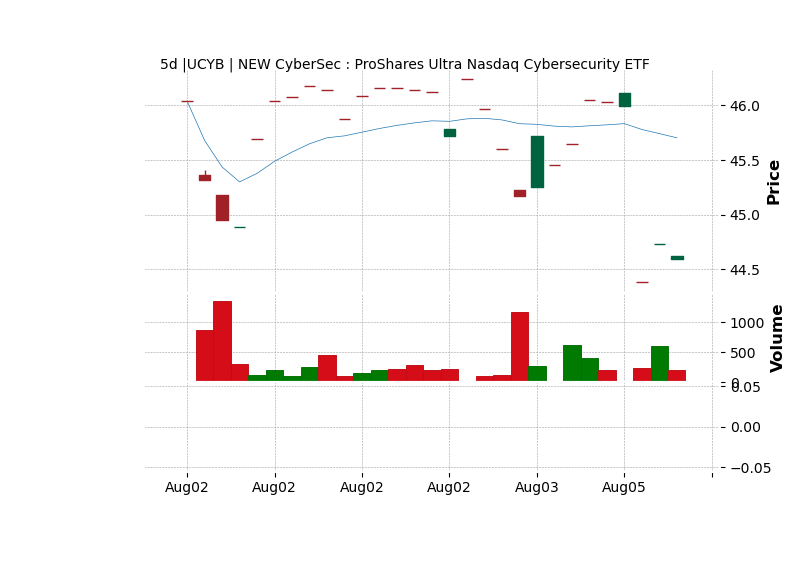 5d |UCYB | NEW CyberSec : ProShares Ultra Nasdaq Cybersecurity ETF
46.0
45.5
45.0
44.5
Price
1000
500
0
Volume
0.05
0.00
−0.05
Aug02 Aug02 Aug02 Aug02 Aug03 Aug05